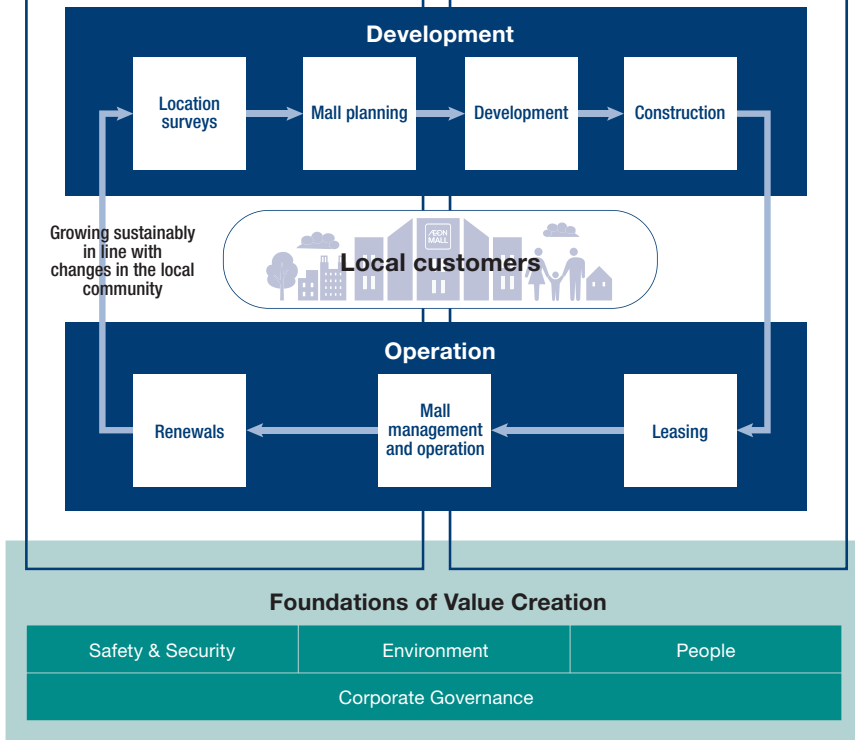 Development
Location
surveys
Mall planning
Development
Construction
Growing sustainably
in line with
changes in the local
community
ÆON
MALL
Local customers
Operation
Renewals
Mall
management
and operation
Leasing
Foundations of Value Creation
Safety & Security
Environment
People
Corporate Governance